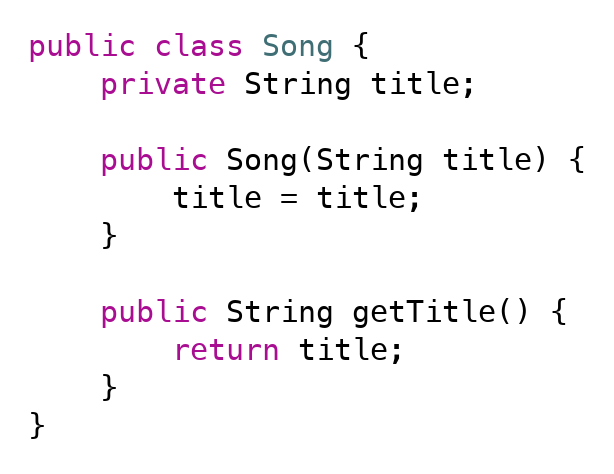 public class Song {
    private String title;

    public Song(String title) {
        title = title;
    }

    public String getTitle() {
        return title;
    }
}